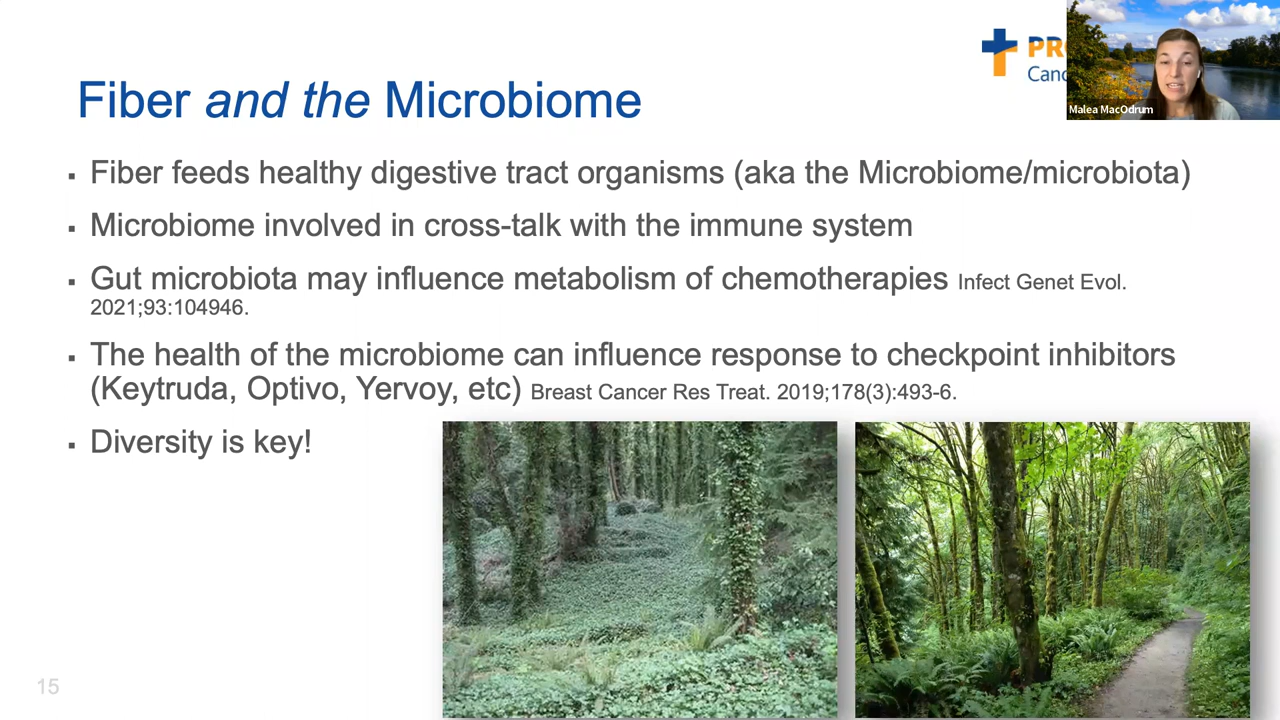 PR
Canc
Malea MacOdrum
Fiber and the Microbiome
▪ Fiber feeds healthy digestive tract organisms (aka the Microbiome/microbiota)
▪ Microbiome involved in cross-talk with the immune system
▪ Gut microbiota may influence metabolism of chemotherapies Infect Genet Evol.
2021;93:104946.
▪ The health of the microbiome can influence response to checkpoint inhibitors
(Keytruda, Optivo, Yervoy, etc) Breast Cancer Res Treat. 2019;178(3):493-6.
▪ Diversity is key!
15